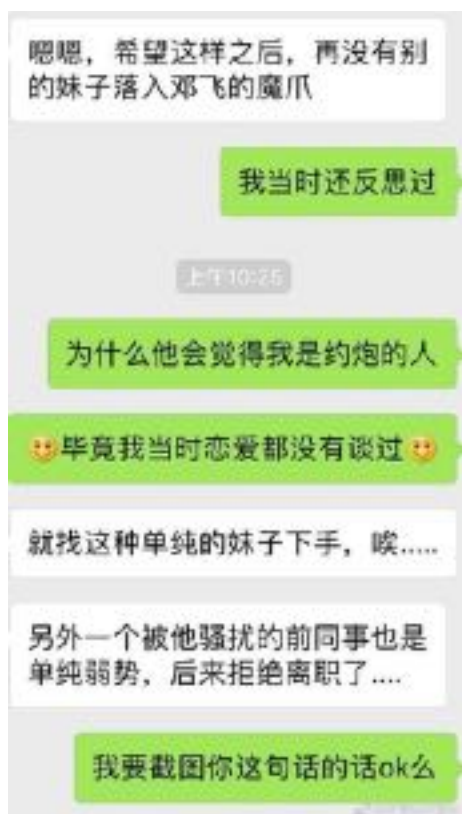 嗯嗯，希望这样之后，再没有别
的妹子落入邓飞的魔爪
我当时还反思过
上午10:25
为什么他会觉得我是约炮的人
毕竟我当时恋爱都没有谈过
就找这种单纯的妹子下手，唉.....
另外一个被他骚扰的前同事也是
单纯弱势，后来拒绝离职了....
我要截图你这句话的话ok么